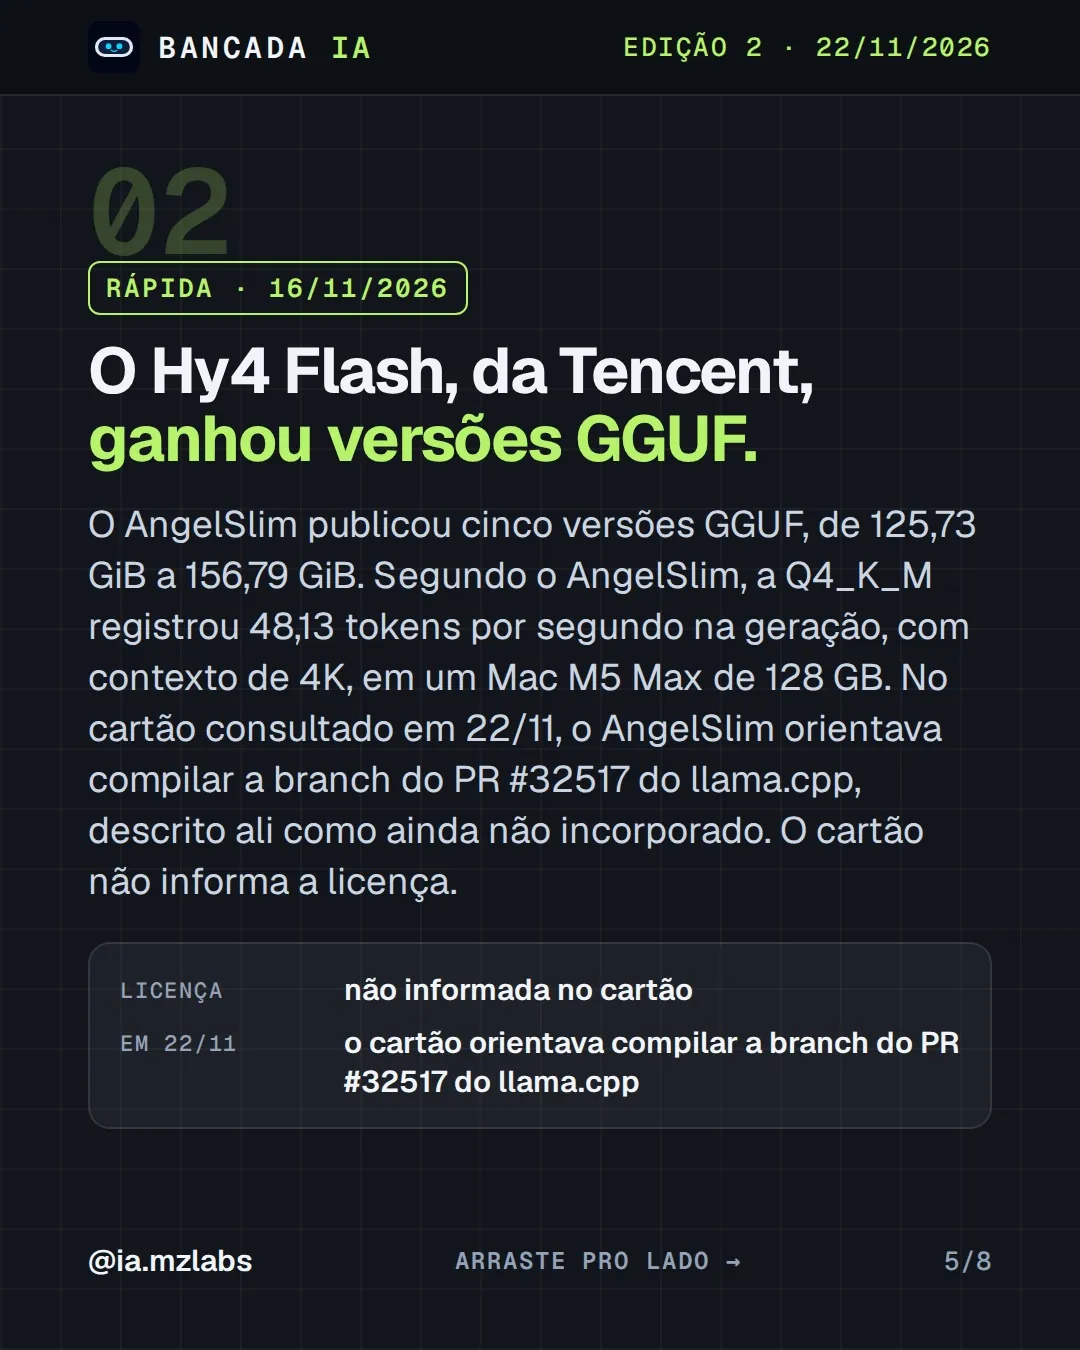 BANCADA IA
EDIÇÃO 2 · 22/11/2026
02
RÁPIDA · 16/11/2026
O Hy4 Flash, da Tencent,
ganhou versões GGUF.
O AngelSlim publicou cinco versões GGUF, de 125,73
GiB a 156,79 GiB. Segundo o AngelSlim, a Q4_K_M
registrou 48,13 tokens por segundo na geração, com
contexto de 4K, em um Mac M5 Max de 128 GB. No
cartão consultado em 22/11, o AngelSlim orientava
compilar a branch do PR #32517 do llama.cpp,
descrito ali como ainda não incorporado. O cartão
não informa a licença.
LICENÇA
não informada no cartão
EM 22/11
o cartão orientava compilar a branch do PR
#32517 do llama.cpp
@ia.mzlabs
ARRASTE PRO LADO →
5/8